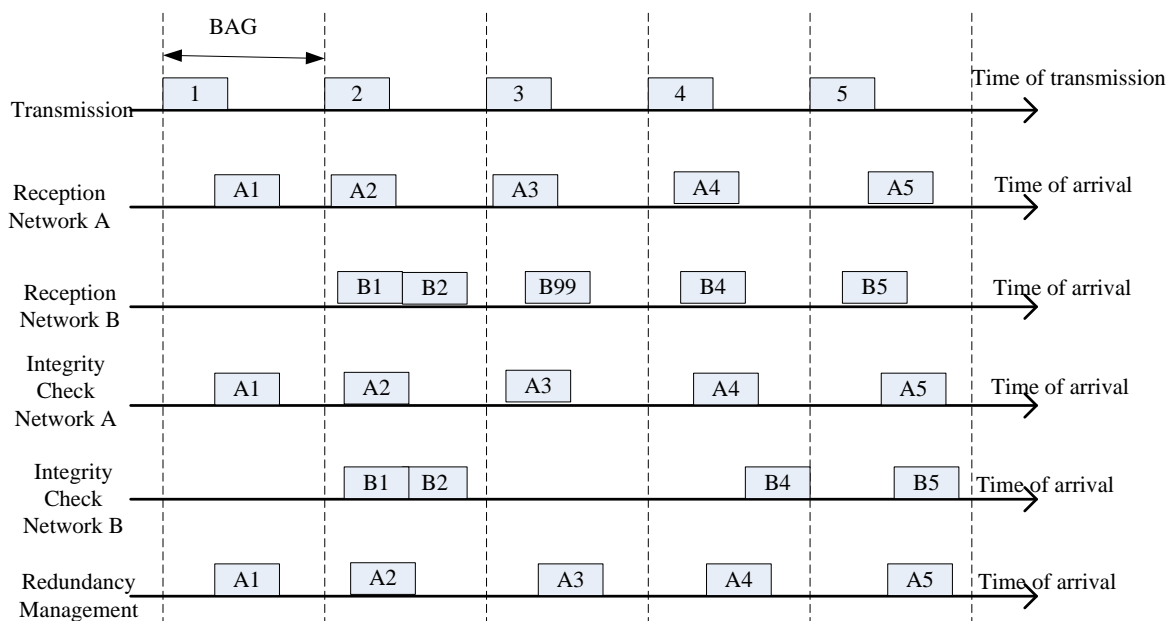 BAG
1
2
3
4
5
Time of transmission
Transmission
A1
A2
A3
A4
A5
Time of arrival
Reception
Network A
B1
B2
B99
B4
B5
Time of arrival
Reception
Network B
Integrity
Check
Network A
A1
A2
A3
A4
A5
Time of arrival
Integrity
Check
Network B
B1
B2
B4
B5
Time of arrival
Redundancy
Management
A1
A2
A3
A4
A5
Time of arrival